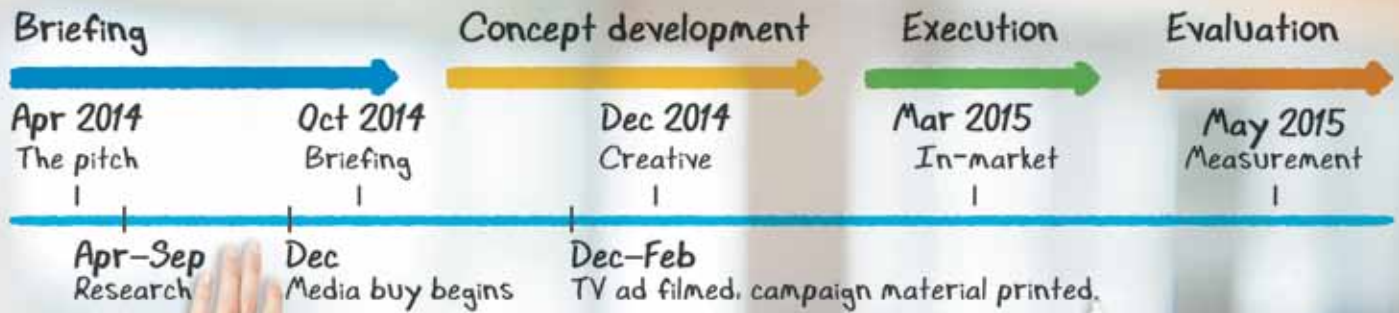 Briefing Concept development Execution Evaluation
Apr 2014 Oct 2014 Dec 2014 Mar 2015 May 2015
The pitch Briefing Creative In-market Measurement
Apr–Sep Dec Dec–Feb
Research Media buy begins TV ad filmed, campaign material printed.